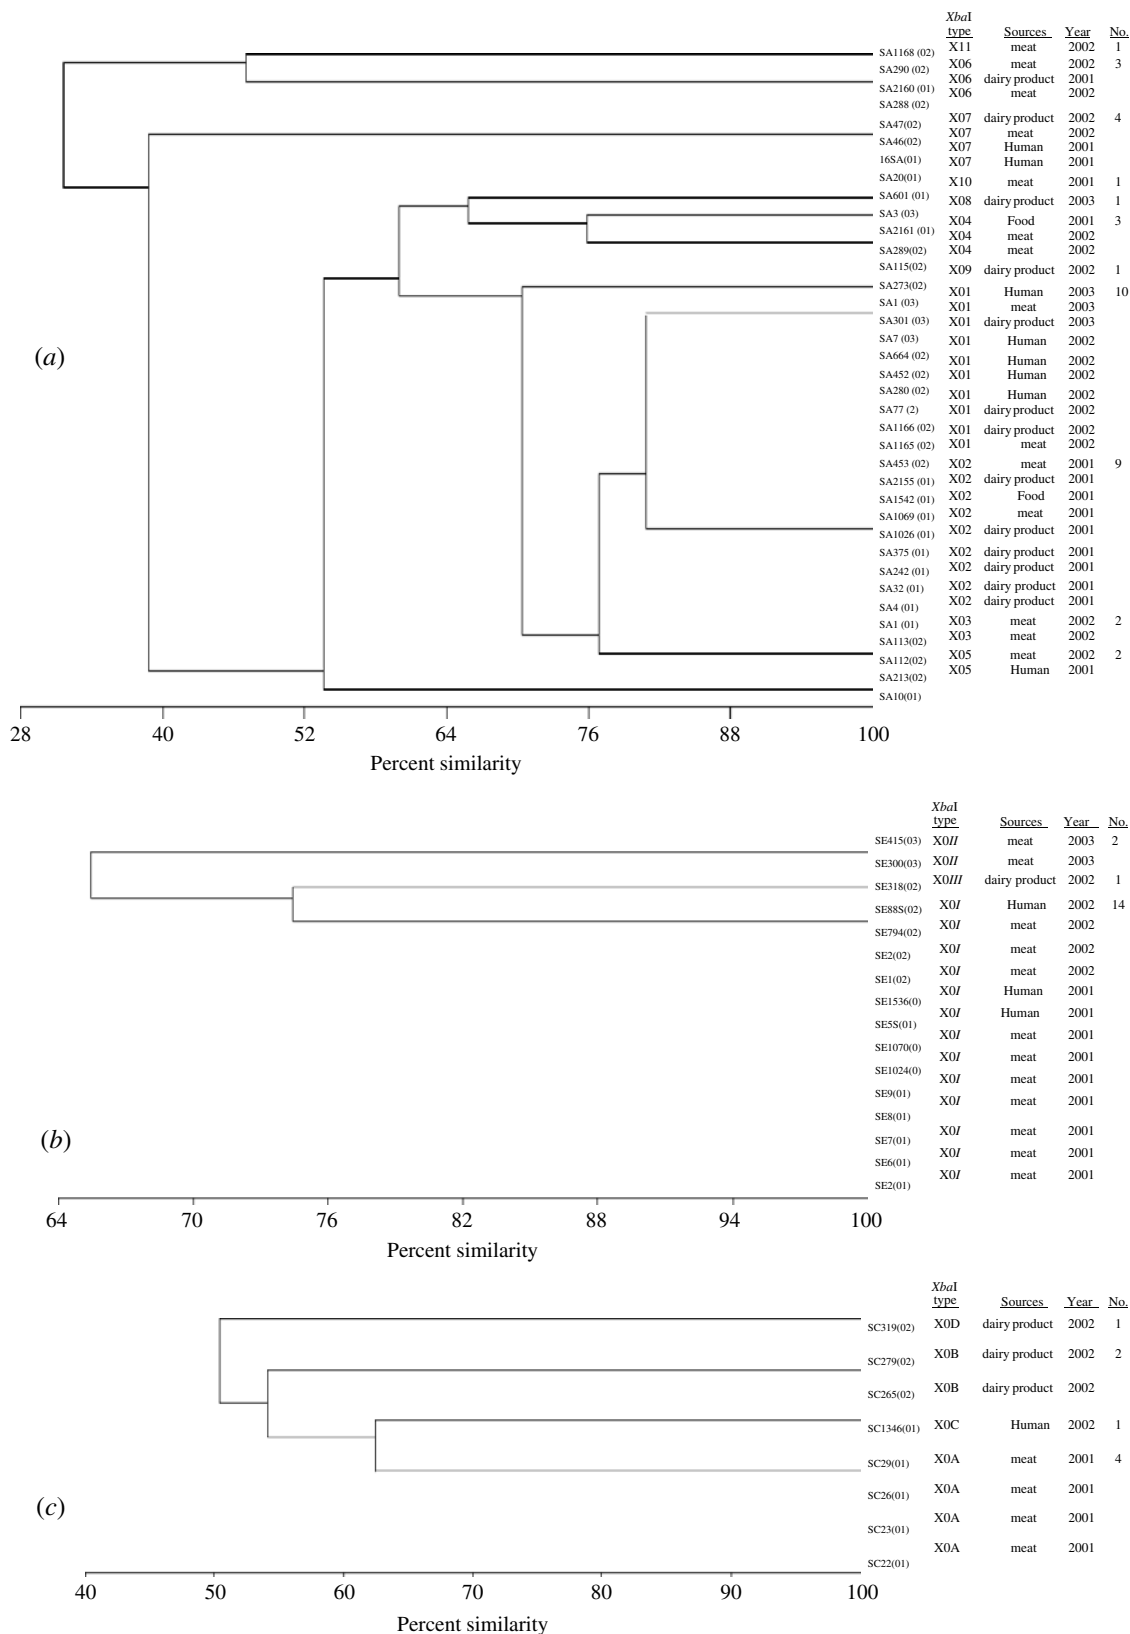 XbaI
type Sources Year No.
SA1168 (02) X11 meat 2002 1
SA290 (02) X06 meat 2002 3
SA2160 (01) X06 dairy product 2001
SA288 (02) X06 meat 2002
SA47(02) X07 dairy product 2002 4
SA46(02) X07 meat 2002
16SA(01) X07 Human 2001
SA20(01) X07 Human 2001
SA601 (01) X10 meat 2001 1
SA3 (03) X08 dairy product 2003 1
SA2161 (01) X04 Food 2001 3
SA289(02) X04 meat 2002
SA115(02) X04 meat 2002
SA273(02) X09 dairy product 2002 1
SA1 (03) X01 Human 2003 10
SA301 (03) X01 meat 2003
SA7 (03) X01 dairy product 2003
(a)
SA664 (02) X01 Human 2002
SA452 (02) X01 Human 2002
SA280 (02) X01 Human 2002
SA77 (2) X01 Human 2002
SA1166 (02) X01 dairy product 2002
SA1165 (02) X01 dairy product 2002
SA453 (02) X01 meat 2002
SA2155 (01) X02 meat 2001 9
SA1542 (01) X02 dairy product 2001
SA1069 (01) X02 Food 2001
SA1026 (01) X02 meat 2001
SA375 (01) X02 dairy product 2001
SA242 (01) X02 dairy product 2001
SA32 (01) X02 dairy product 2001
SA4 (01) X02 dairy product 2001
SA1 (01) X02 dairy product 2001
SA113(02) X03 meat 2002 2
SA112(02) X03 meat 2002
SA213(02) X05 meat 2002 2
SA10(01) X05 Human 2001
28 40 52 64 76 88 100
Percent similarity
XbaI
type Sources Year No.
SE415(03) X0II meat 2003 2
SE300(03) X0II meat 2003
SE318(02) X0III dairy product 2002 1
SE88S(02) X0I Human 2002 14
SE794(02) X0I meat 2002
SE2(02) X0I meat 2002
SE1(02) X0I meat 2002
SE1536(0) X0I Human 2001
SE5S(01) X0I Human 2001
SE1070(0) X0I meat 2001
SE1024(0) X0I meat 2001
SE9(01) X0I meat 2001
SE8(01) X0I meat 2001
(b)
SE7(01) X0I meat 2001
SE6(01) X0I meat 2001
SE2(01) X0I meat 2001
64 70 76 82 88 94 100
Percent similarity
XbaI
type Sources Year No.
SC319(02) X0D dairy product 2002 1
SC279(02) X0B dairy product 2002 2
SC265(02) X0B dairy product 2002
SC1346(01) X0C Human 2002 1
SC29(01) X0A meat 2001 4
SC26(01) X0A meat 2001
(c)
SC23(01) X0A meat 2001
SC22(01) X0A meat 2001
40 50 60 70 80 90 100
Percent similarity